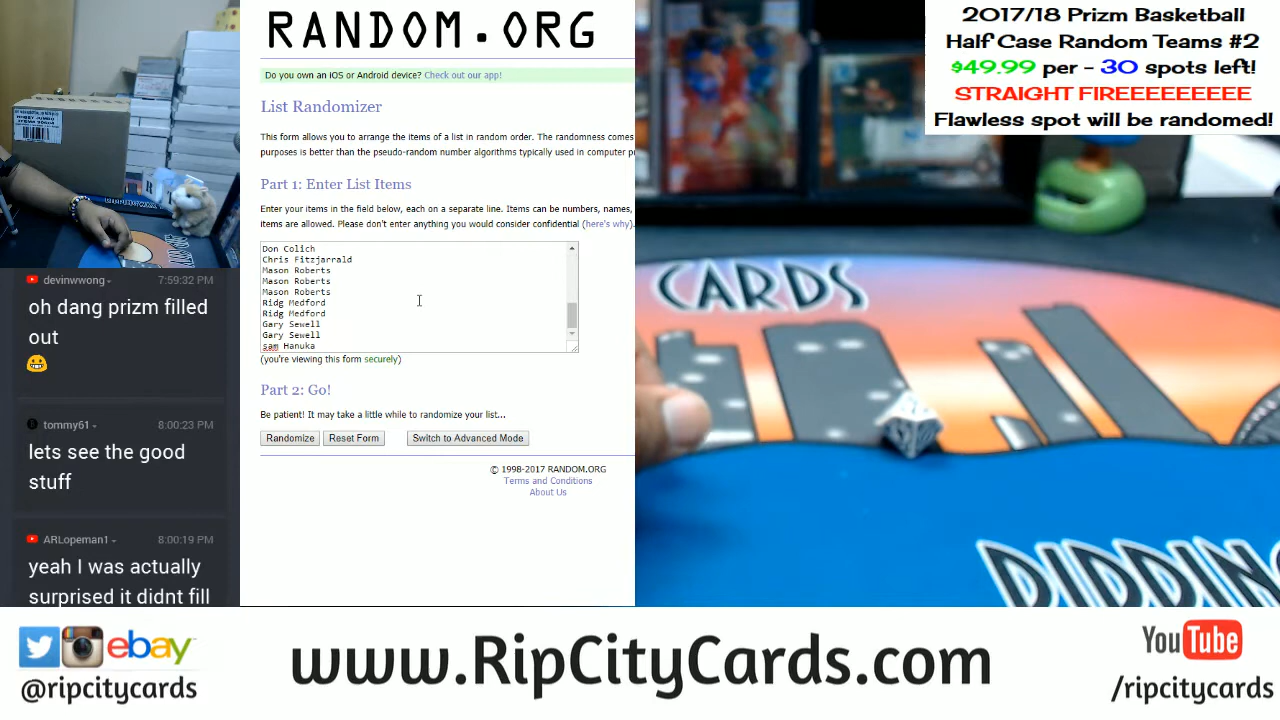 RANDOM.ORG
Do you own an iOS or Android device? Check out our app!
List Randomizer
This form allows you to arrange the items of a list in random order. The randomness comes
purposes is better than the pseudo-random number algorithms typically used in computer p
Part 1: Enter List Items
Enter your items in the field below, each on a separate line. Items can be numbers, names,
items are allowed. Please don't enter anything you would consider confidential (here's why).
Don Colich
Chris Fitzjarrald
Mason Roberts
Mason Roberts
Mason Roberts
Ridg Medford
Ridg Medford
Gary Sewell
Gary Sewell
sam Hanuka
(you're viewing this form securely)
Part 2: Go!
Be patient! It may take a little while to randomize your list...
Randomize
Reset Form
Switch to Advanced Mode
© 1998-2017 RANDOM.ORG
Terms and Conditions
About Us
2017/18 Prizm Basketball
Half Case Random Teams #2
$49.99 per - 30 spots left!
STRAIGHT FIREEEEEEEEEE
Flawless spot will be randomed!
devinwwong
7:59:32 PM
oh dang prizm filled
out
tommy61
8:00:23 PM
lets see the good
stuff
ARLopeman1
8:00:19 PM
yeah I was actually
surprised it didnt fill
CARDS
RIPPIN
ebay
@ripcitycards
www.RipCityCards.com
YouTube
/ripcitycards